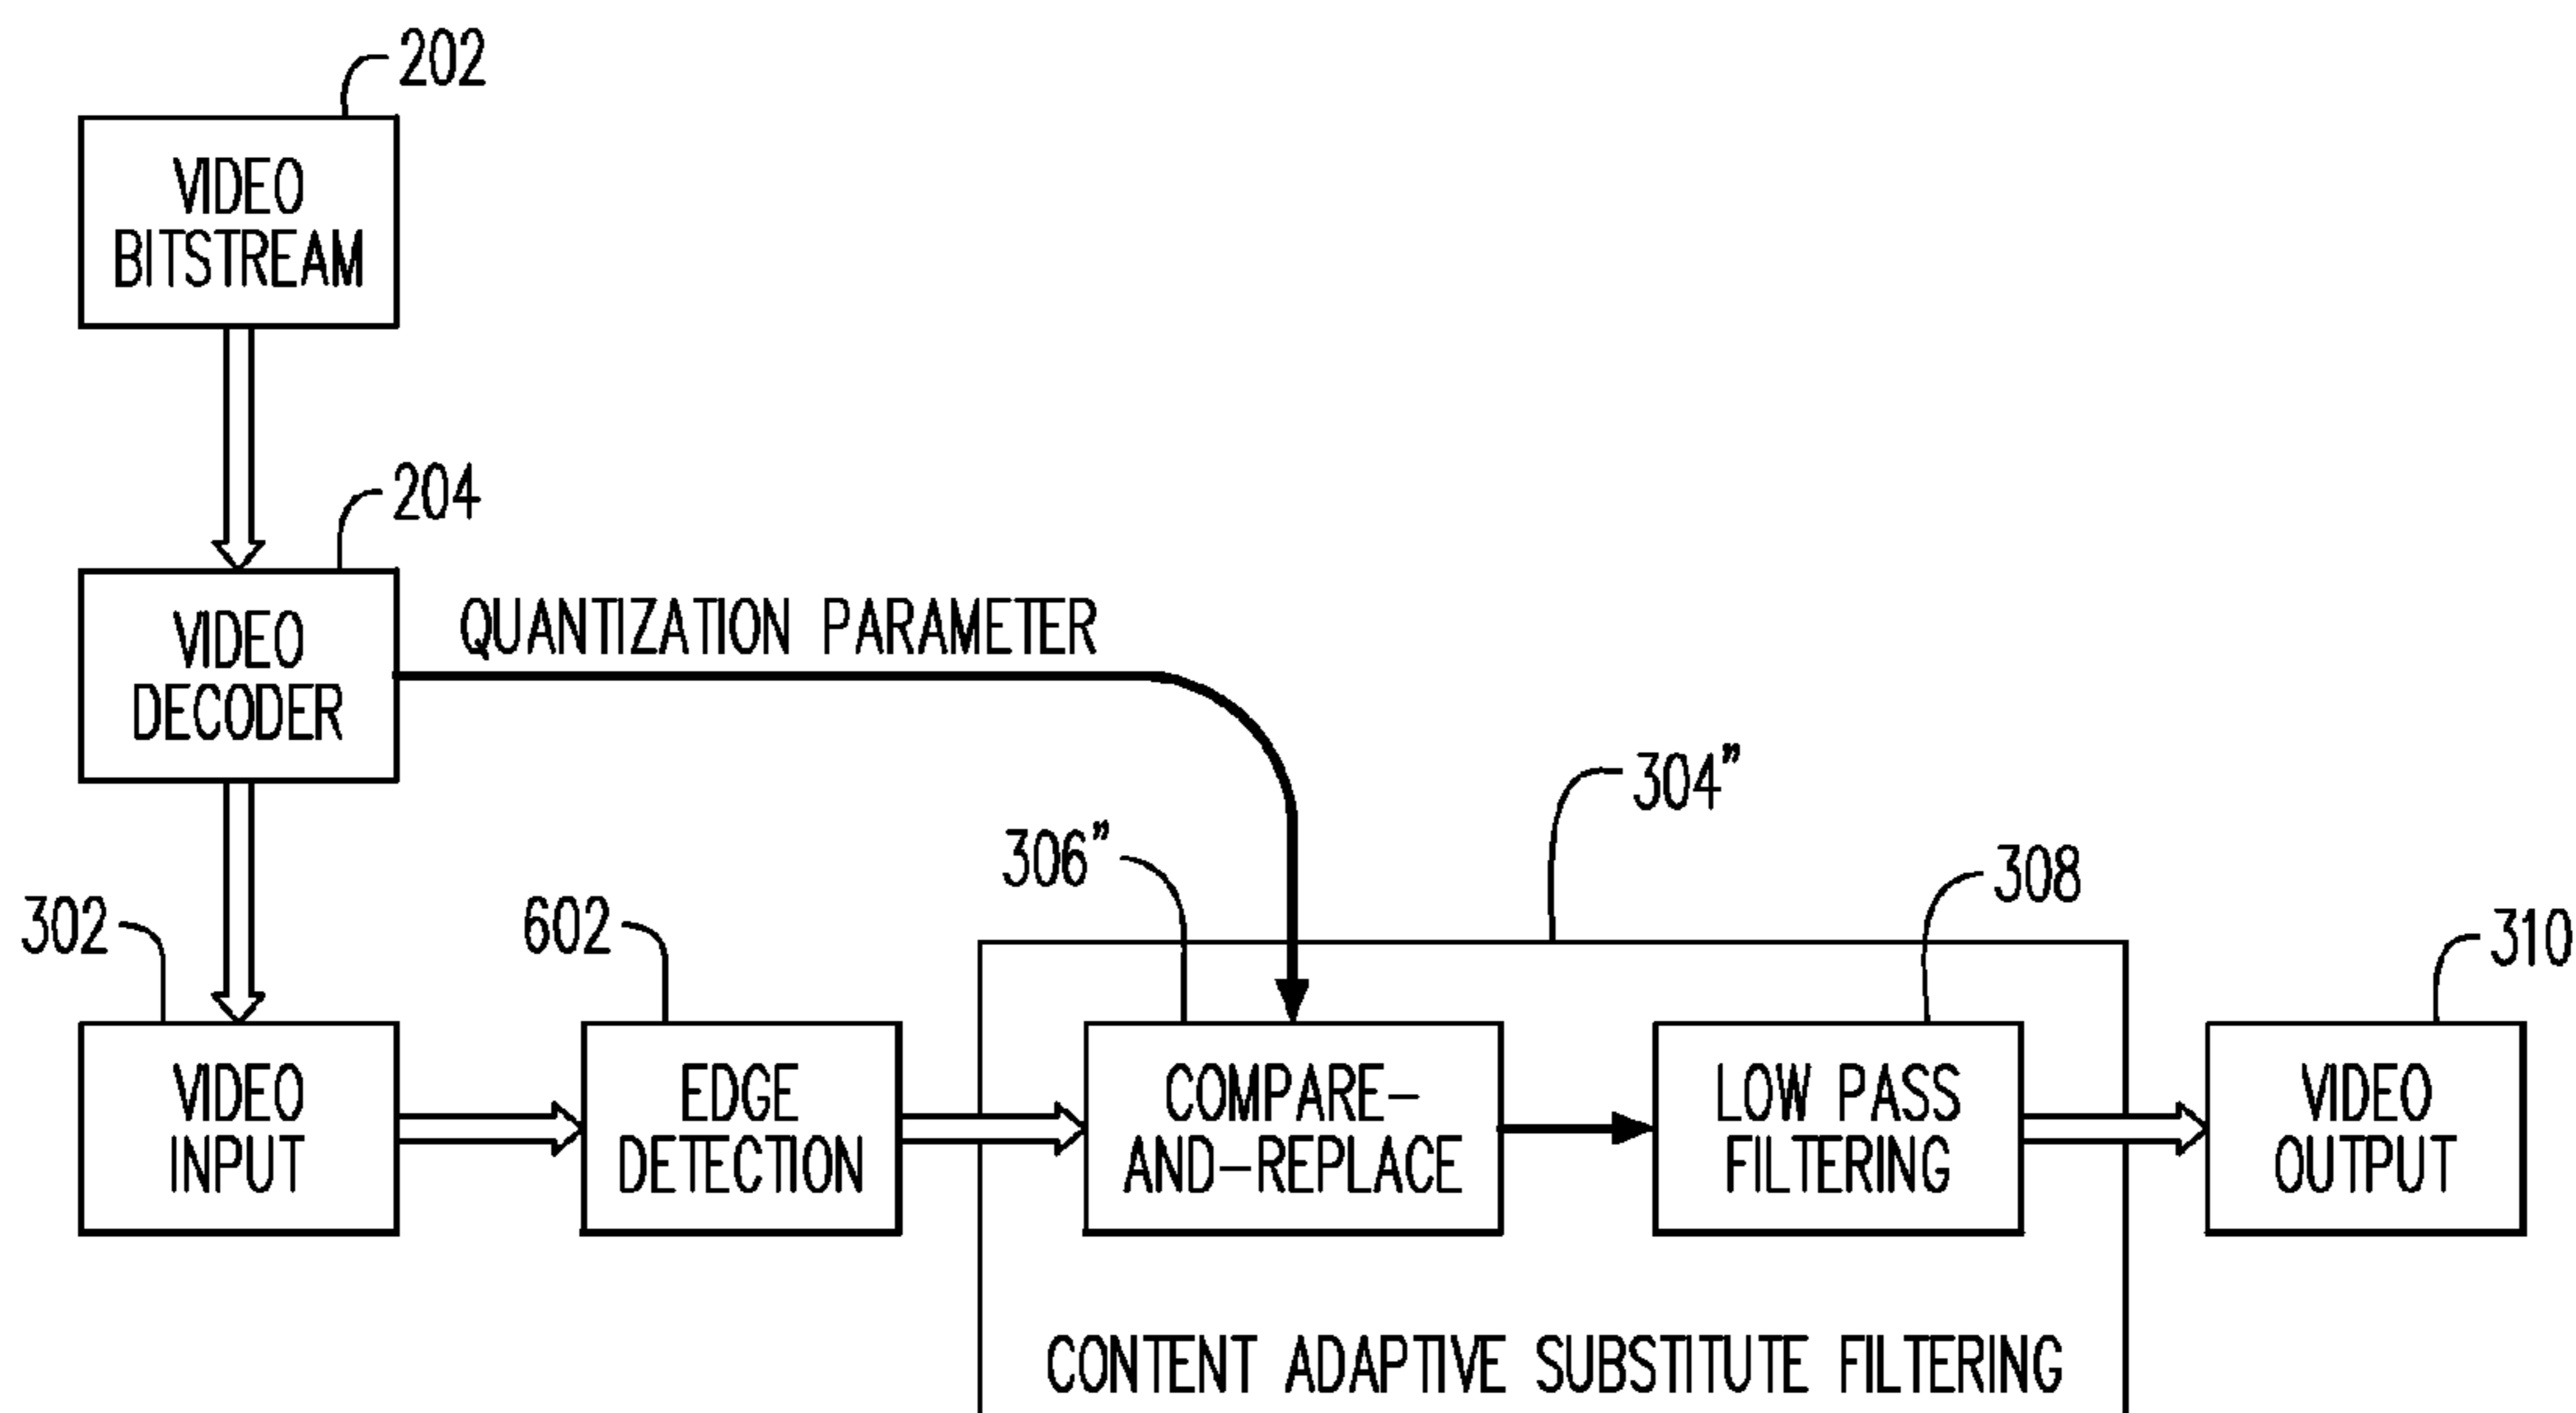 202
VIDEO
BITSTREAM
204
VIDEO
DECODER
QUANTIZATION PARAMETER
304”
306”
308
302
602
310
VIDEO
INPUT
EDGE
DETECTION
COMPARE-
AND-REPLACE
LOW PASS
FILTERING
VIDEO
OUTPUT
CONTENT ADAPTIVE SUBSTITUTE FILTERING